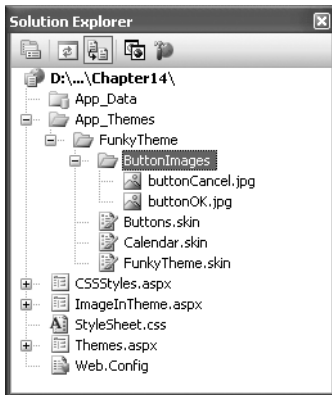 Solution Explorer
D:\...\Chapter14\
App_Data
App_Themes
FunkyTheme
ButtonImages
buttonCancel.jpg
buttonOK.jpg
Buttons.skin
Calendar.skin
FunkyTheme.skin
CSSStyles.aspx
ImageInTheme.aspx
StyleSheet.css
Themes.aspx
Web.Config